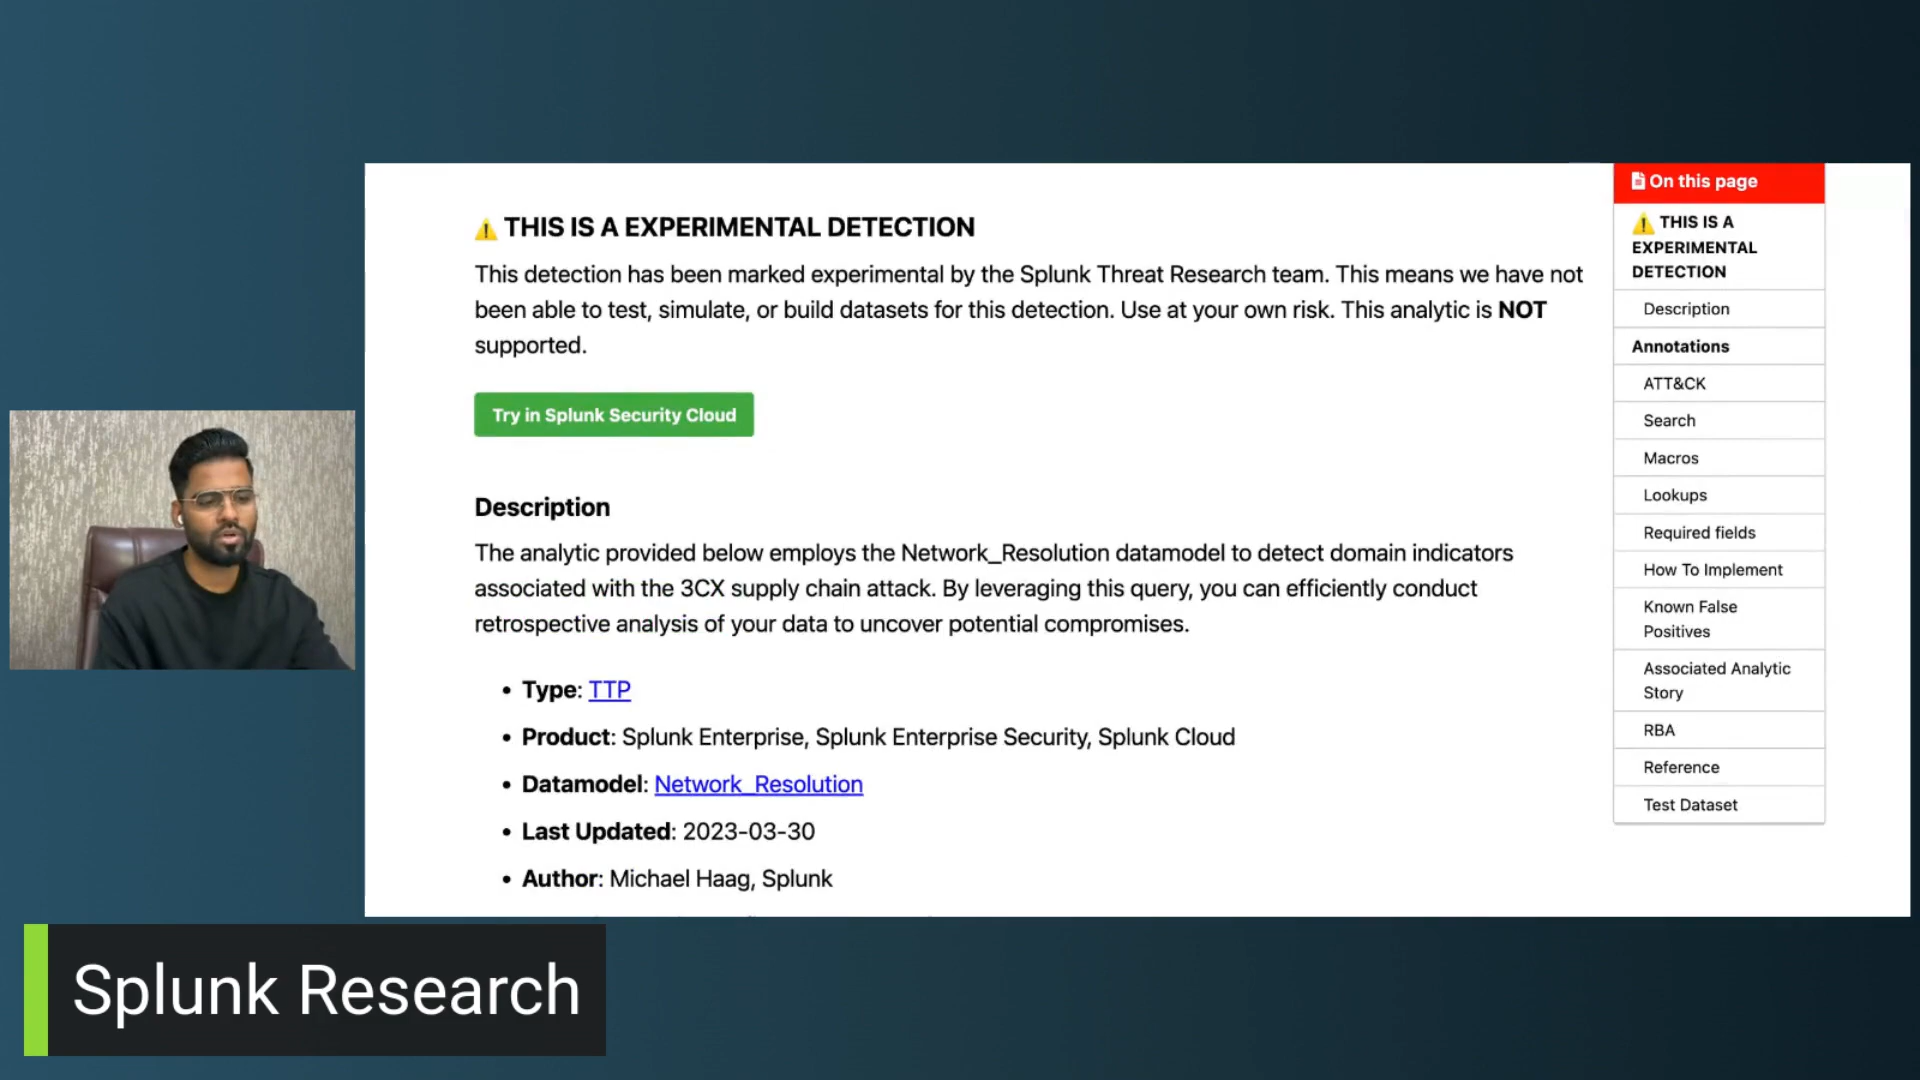 ⚠️ THIS IS A EXPERIMENTAL DETECTION
This detection has been marked experimental by the Splunk Threat Research team. This means we have not
been able to test, simulate, or build datasets for this detection. Use at your own risk. This analytic is NOT
supported.
Try in Splunk Security Cloud
Description
The analytic provided below employs the Network_Resolution datamodel to detect domain indicators
associated with the 3CX supply chain attack. By leveraging this query, you can efficiently conduct
retrospective analysis of your data to uncover potential compromises.
• Type: TTP
• Product: Splunk Enterprise, Splunk Enterprise Security, Splunk Cloud
• Datamodel: Network_Resolution
• Last Updated: 2023-03-30
• Author: Michael Haag, Splunk
On this page
⚠️ THIS IS A
EXPERIMENTAL
DETECTION
Description
Annotations
ATT&CK
Search
Macros
Lookups
Required fields
How To Implement
Known False
Positives
Associated Analytic
Story
RBA
Reference
Test Dataset
Splunk Research